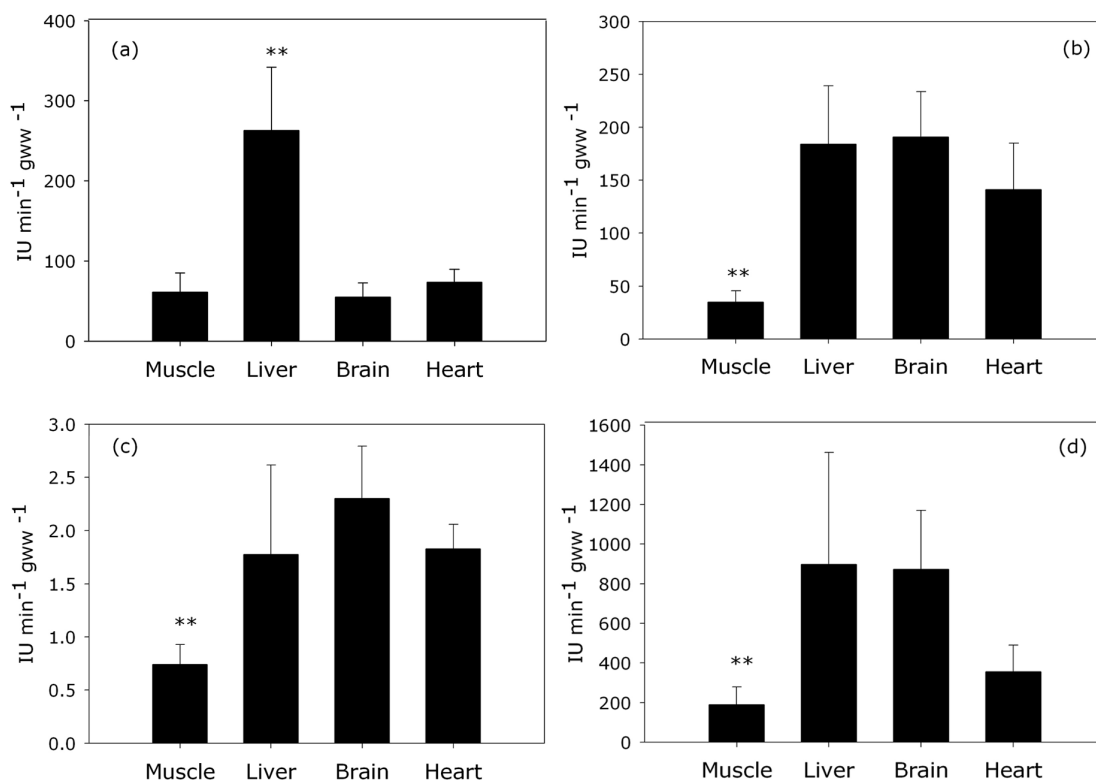 (a)
400
300
200
100
0
IU min-1 gww -1
**
Muscle Liver Brain Heart
(b)
300
250
200
150
100
50
0
IU min-1 gww -1
**
Muscle Liver Brain Heart
(c)
3.0
2.5
2.0
1.5
1.0
0.5
0.0
IU min-1 gww -1
**
Muscle Liver Brain Heart
(d)
1600
1400
1200
1000
800
600
400
200
0
IU min-1 gww -1
**
Muscle Liver Brain Heart